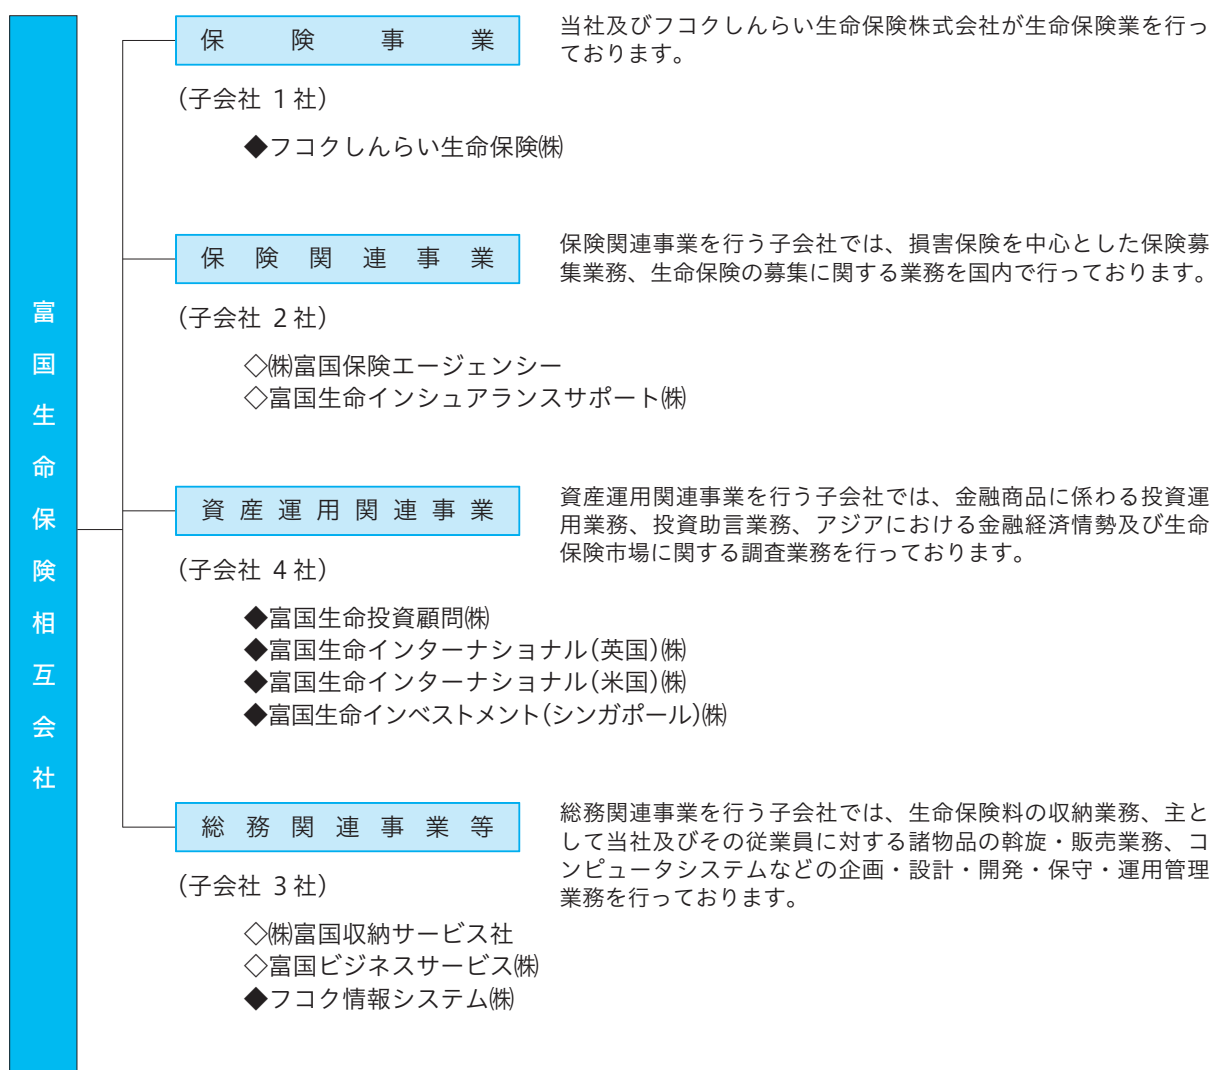 富国生命保険相互会社
保険事業
当社及びフコクしんらい生命保険株式会社が生命保険業を行っ
ております。
(子会社 1社)
◆フコクしんらい生命保険㈱
保険関連事業
保険関連事業を行う子会社では、損害保険を中心とした保険募
集業務、生命保険の募集に関する業務を国内で行っております。
(子会社 2社)
◇㈱富国保険エージェンシー
◇富国生命インシュアランスサポート㈱
資産運用関連事業
資産運用関連事業を行う子会社では、金融商品に係わる投資運
用業務、投資助言業務、アジアにおける金融経済情勢及び生命
保険市場に関する調査業務を行っております。
(子会社 4社)
◆富国生命投資顧問㈱
◆富国生命インターナショナル(英国)㈱
◆富国生命インターナショナル(米国)㈱
◆富国生命インベストメント(シンガポール)㈱
総務関連事業等
総務関連事業を行う子会社では、生命保険料の収納業務、主と
して当社及びその従業員に対する諸物品の斡旋・販売業務、コ
ンピュータシステムなどの企画・設計・開発・保守・運用管理
業務を行っております。
(子会社 3社)
◇㈱富国収納サービス社
◇富国ビジネスサービス㈱
◆フコク情報システム㈱